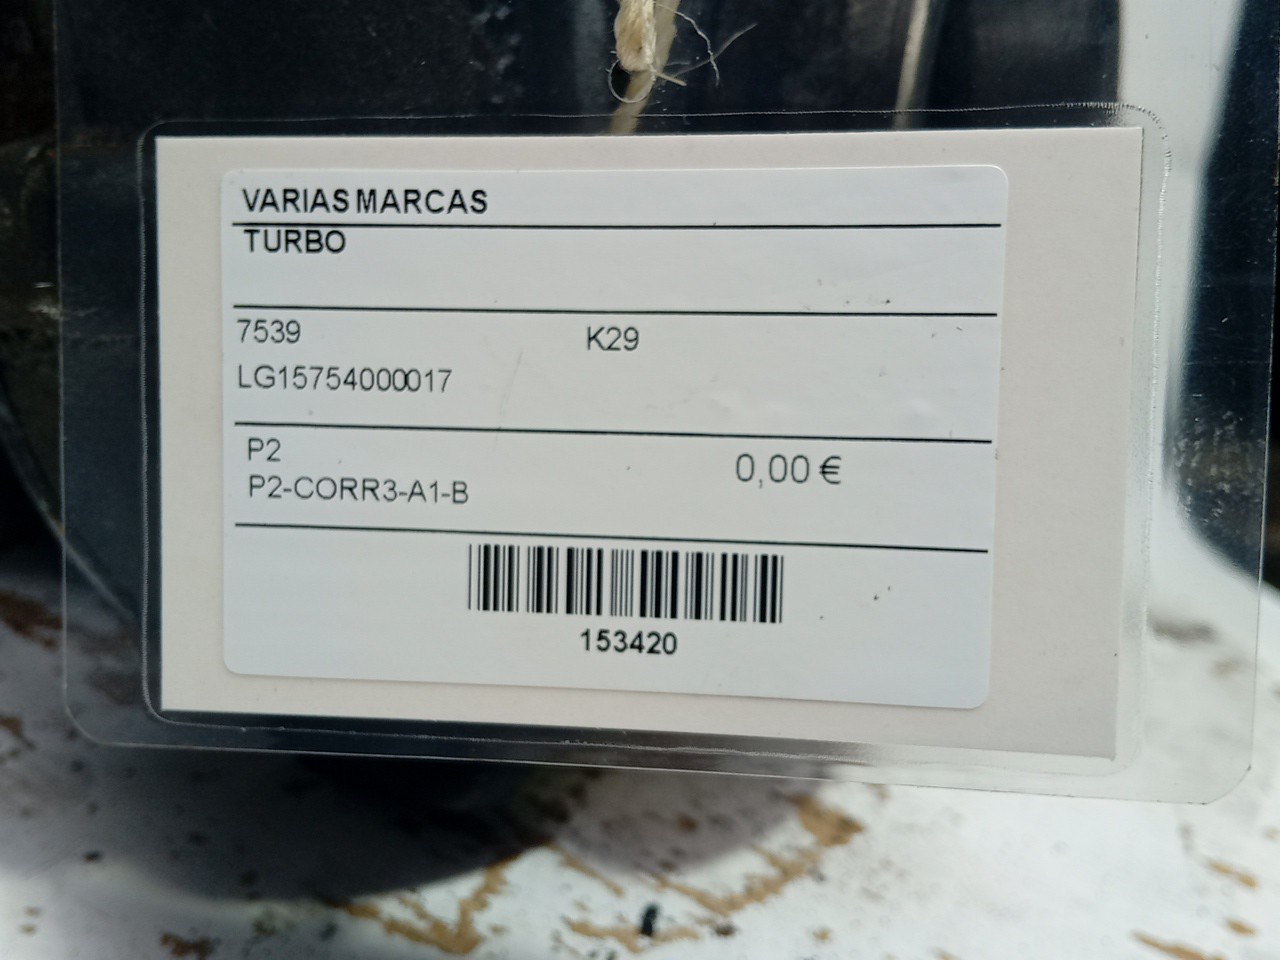 VARIAS MARCAS
TURBO
7539 K29
LG15754000017
P2 0,00 €
P2-CORR3-A1-B
153420